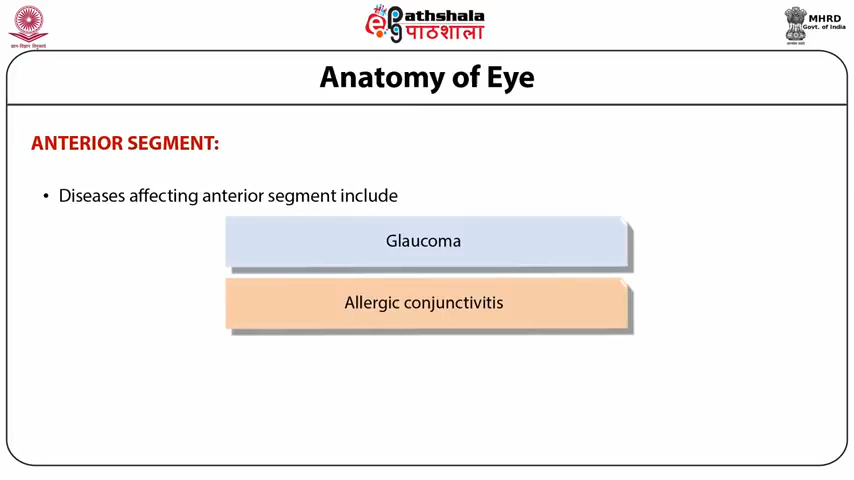 Pathshala
पाठशाला
MHRD
Govt. of India
Anatomy of Eye
ANTERIOR SEGMENT:
• Diseases affecting anterior segment include
Glaucoma
Allergic conjunctivitis